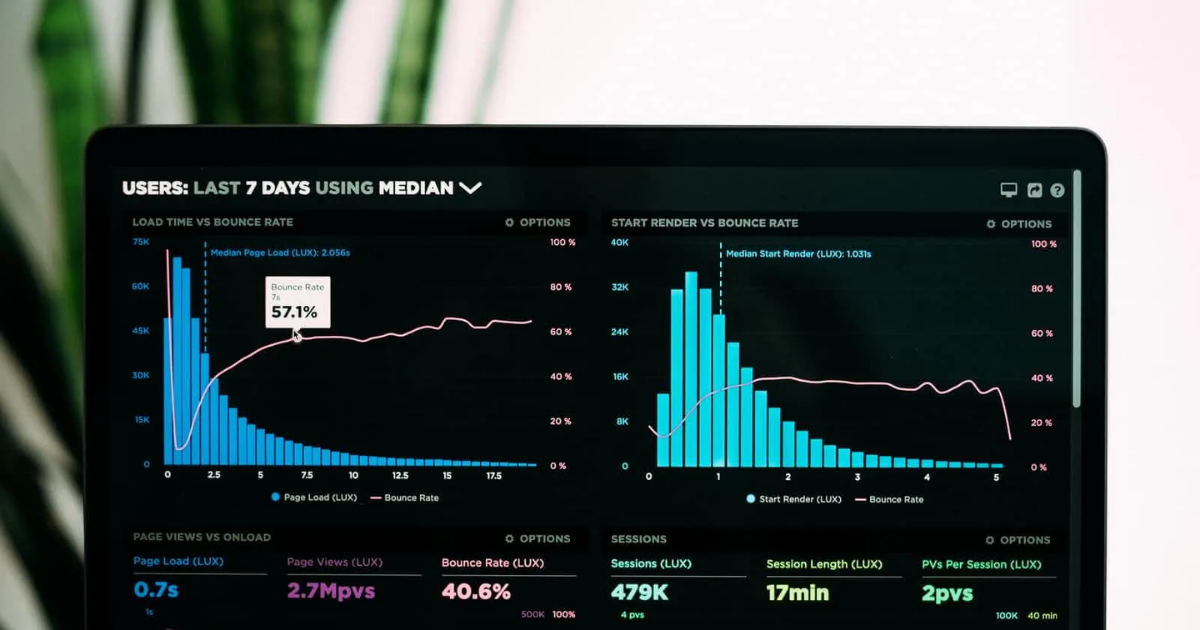 USERS: LAST 7 DAYS USING MEDIAN
LOAD TIME VS BOUNCE RATE
OPTIONS
75K
60K
45K
30K
15K
0
Median Page Load (LUX): 2.056s
Bounce Rate
7s
57.1%
100 %
80 %
60 %
40 %
20 %
0 %
0 2.5 5 7.5 10 12.5 15 17.5
Page Load (LUX) Bounce Rate
START RENDER VS BOUNCE RATE
OPTIONS
40K
32K
24K
16K
8K
0
Median Start Render (LUX): 1.031s
100 %
80 %
60 %
40 %
20 %
0 %
0 1 2 3 4 5
Start Render (LUX) Bounce Rate
PAGE VIEWS VS ONLOAD
OPTIONS
Page Load (LUX)
0.7s
1s
Page Views (LUX)
2.7Mpvs
Bounce Rate (LUX)
40.6%
500K 100%
SESSIONS
OPTIONS
Sessions (LUX)
479K
4 pvs
Session Length (LUX)
17min
PVs Per Session (LUX)
2pvs
100K 40 min